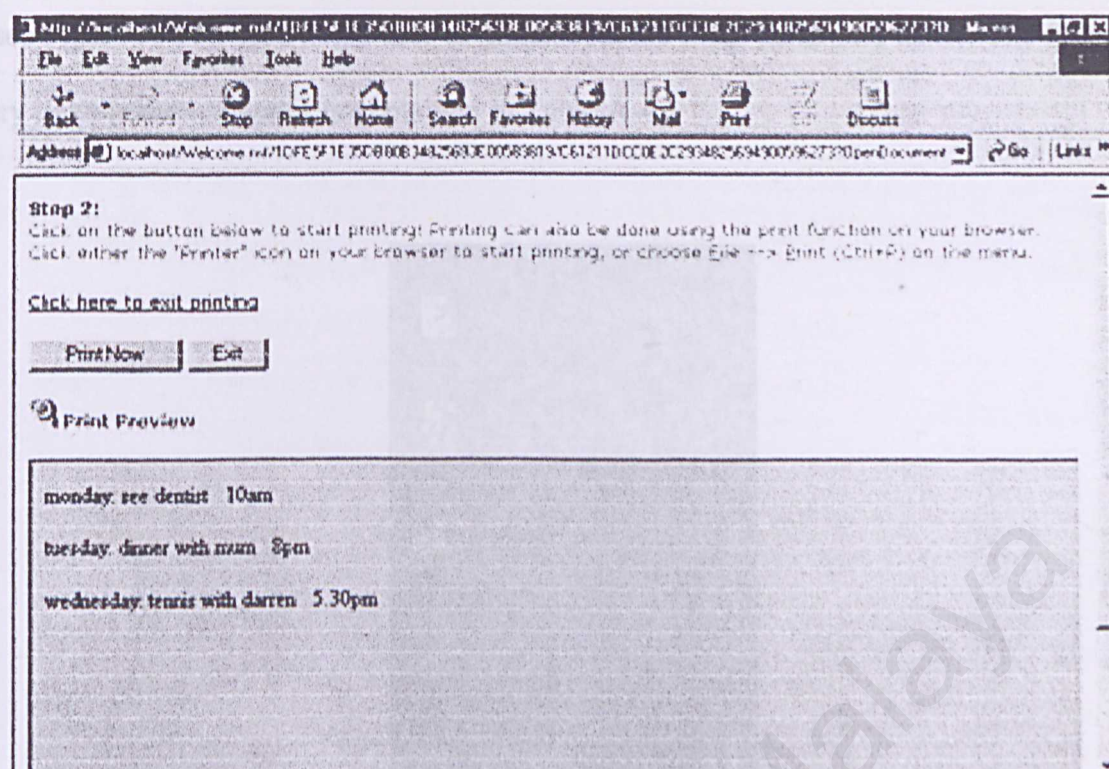 File Edit View Favorites Tools Help
Back Stop Refresh Home Search Favorites History Mail Print Discuss
Address Go Links
Step 2:
Click on the button below to start printing! Printing can also be done using the print function on your browser.
Click either the "Printer" icon on your browser to start printing, or choose File --> Print (Ctrl+P) on the menu.
Click here to exit printing
Print Now Exit
Print Preview
monday: see dentist 10am
tuesday: dinner with mum 8pm
wednesday: tennis with darren 5.30pm
Malaya